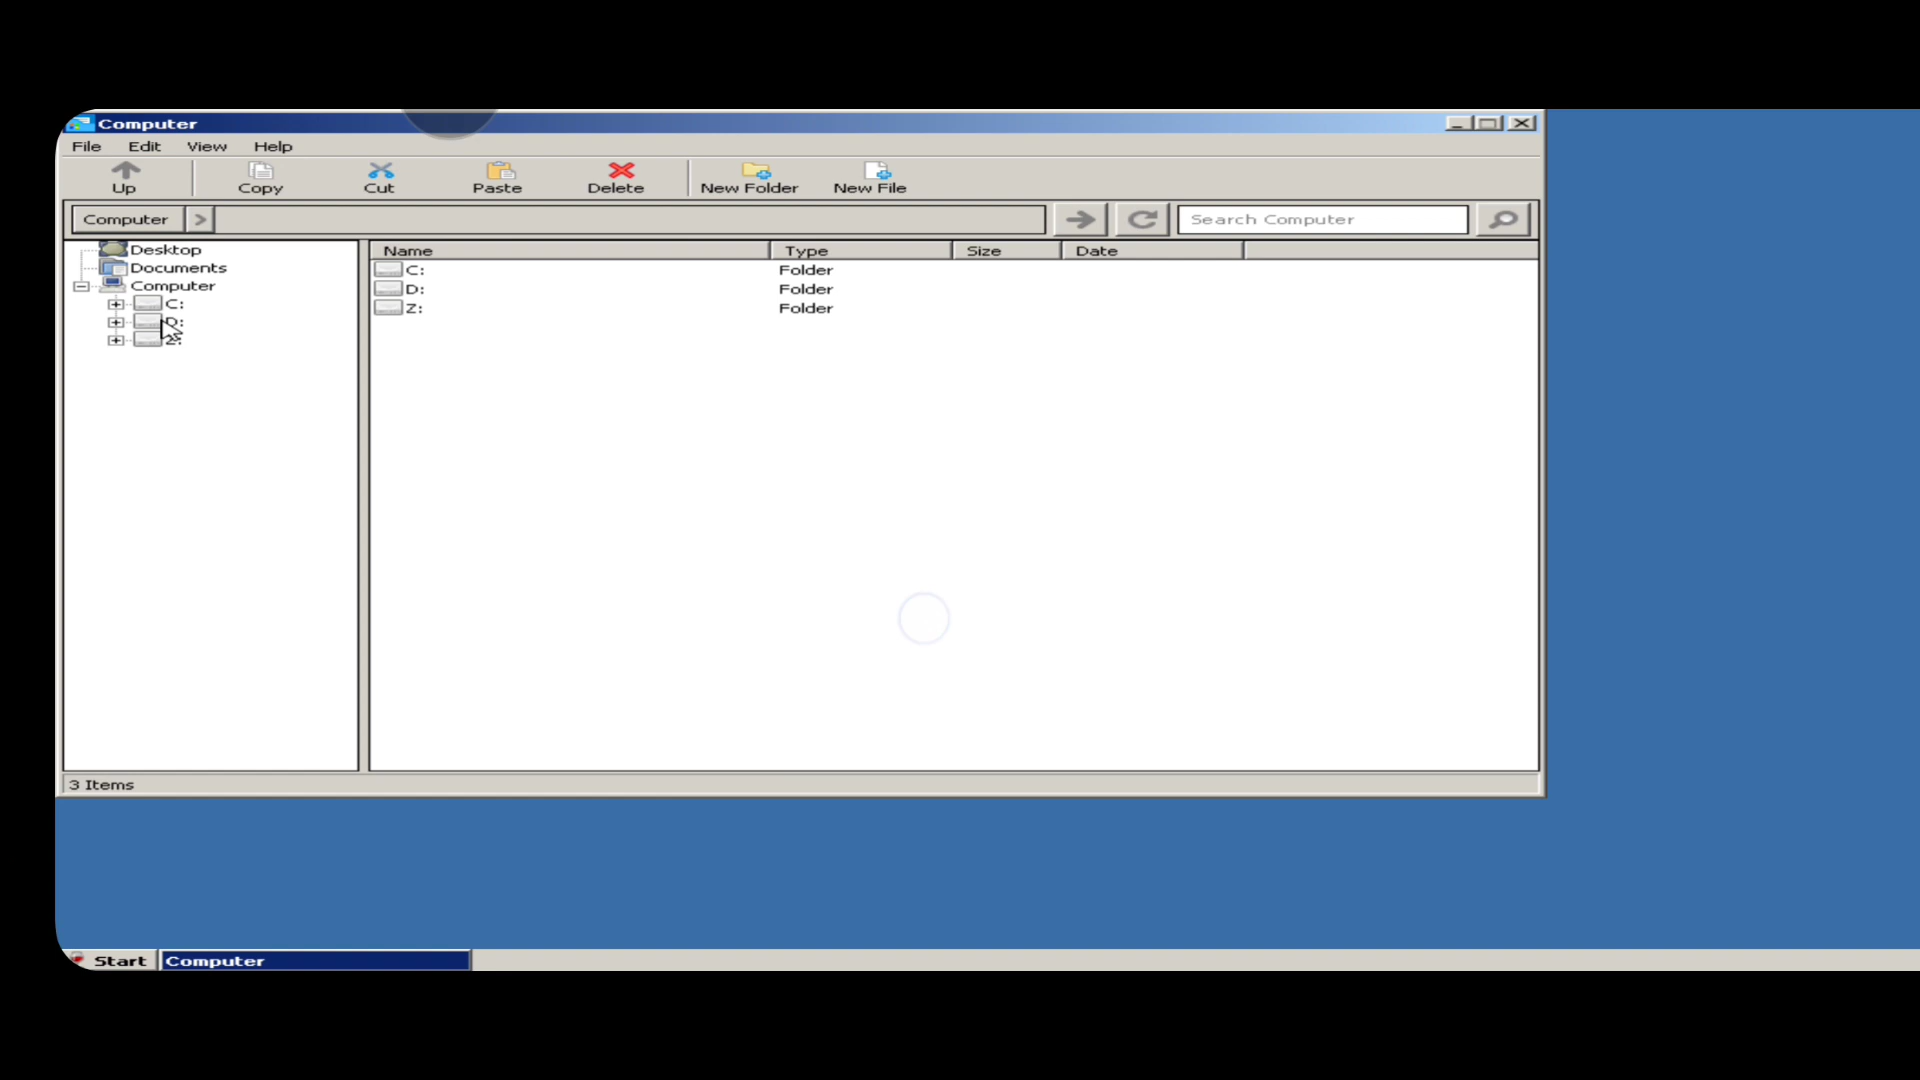 Computer
File Edit View Help
Up Copy Cut Paste Delete New Folder New File
Computer > Search Computer
Desktop
Documents
Computer
C:
D:
Z:
Name Type Size Date
C: Folder
D: Folder
Z: Folder
3 Items
Start Computer